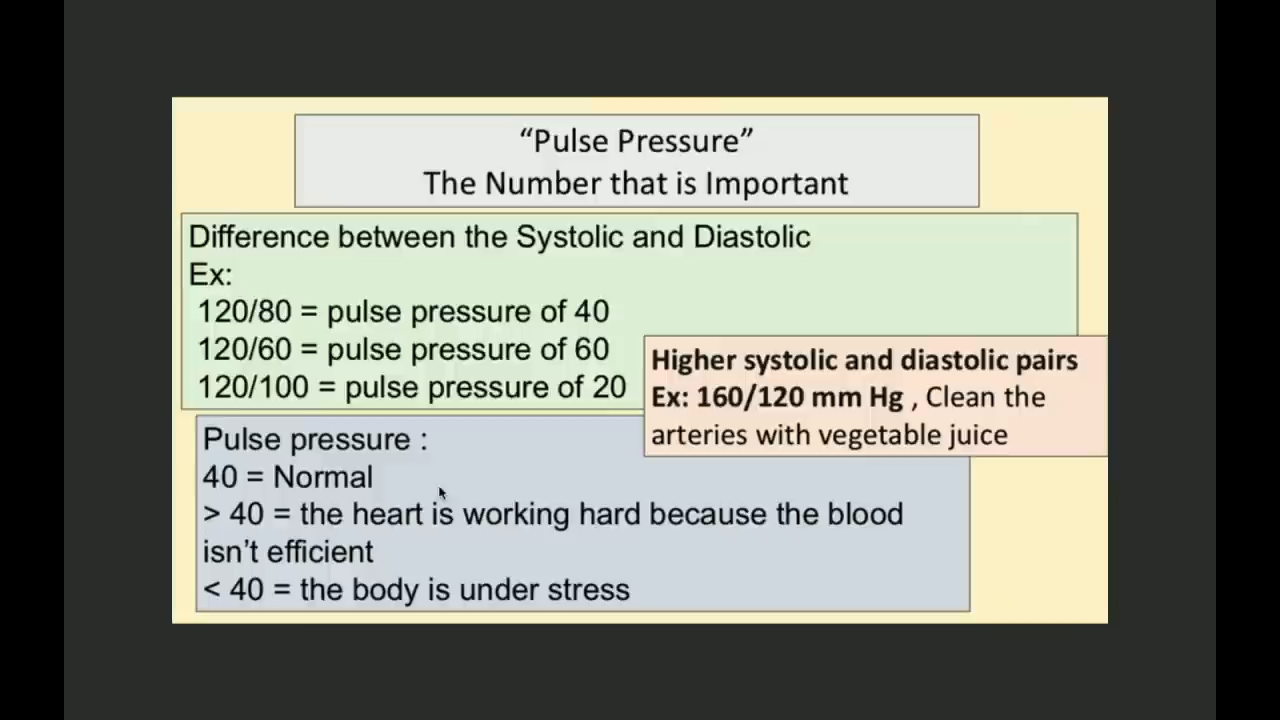 “Pulse Pressure”
The Number that is Important
Difference between the Systolic and Diastolic
Ex:
120/80 = pulse pressure of 40
120/60 = pulse pressure of 60
120/100 = pulse pressure of 20
Higher systolic and diastolic pairs
Ex: 160/120 mm Hg , Clean the
arteries with vegetable juice
Pulse pressure :
40 = Normal
> 40 = the heart is working hard because the blood
isn’t efficient
< 40 = the body is under stress